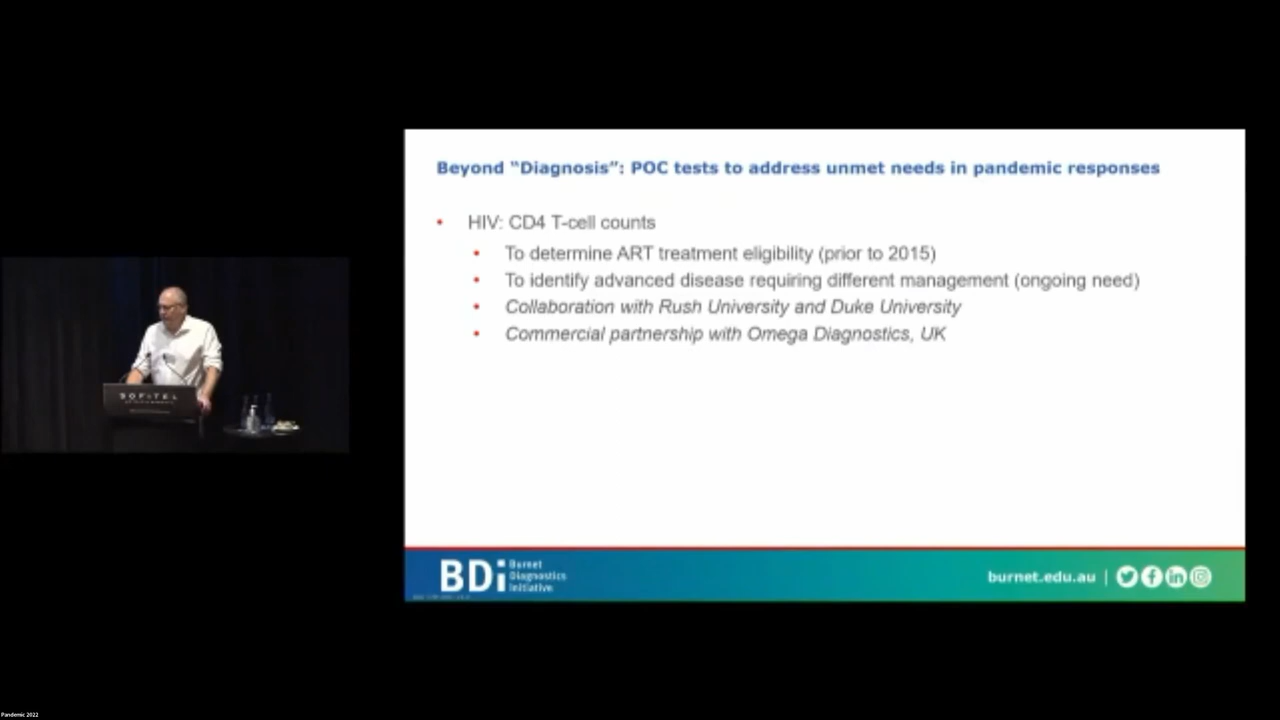 Beyond “Diagnosis”: POC tests to address unmet needs in pandemic responses
• HIV: CD4 T-cell counts
• To determine ART treatment eligibility (prior to 2015)
• To identify advanced disease requiring different management (ongoing need)
• Collaboration with Rush University and Duke University
• Commercial partnership with Omega Diagnostics, UK
SOFITEL
BDi
Burnet
Diagnostics
Initiative
burnet.edu.au |
Pandemic 2022